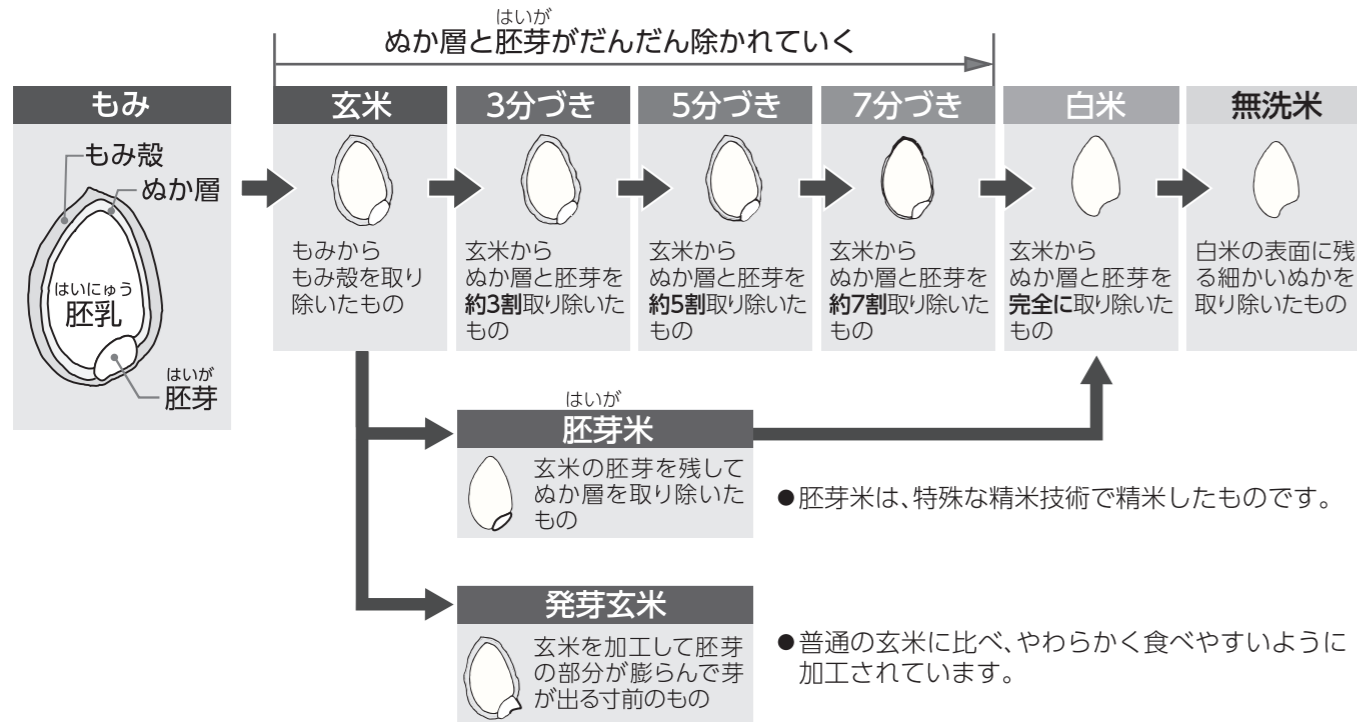 はいが
ぬか層と胚芽がだんだん除かれていく
もみ
もみ殻
ぬか層
はいにゅう
胚乳
はいが
胚芽
玄米
もみから
もみ殻を取り
除いたもの
3分づき
玄米から
ぬか層と胚芽を
約3割取り除いた
もの
5分づき
玄米から
ぬか層と胚芽を
約5割取り除いた
もの
7分づき
玄米から
ぬか層と胚芽を
約7割取り除いた
もの
白米
玄米から
ぬか層と胚芽を
完全に取り除いた
もの
無洗米
白米の表面に残
る細かいぬかを
取り除いたもの
はいが
胚芽米
玄米の胚芽を残して
ぬか層を取り除いた
もの
●胚芽米は、特殊な精米技術で精米したものです。
発芽玄米
玄米を加工して胚芽
の部分が膨らんで芽
が出る寸前のもの
●普通の玄米に比べ、やわらかく食べやすいように
加工されています。